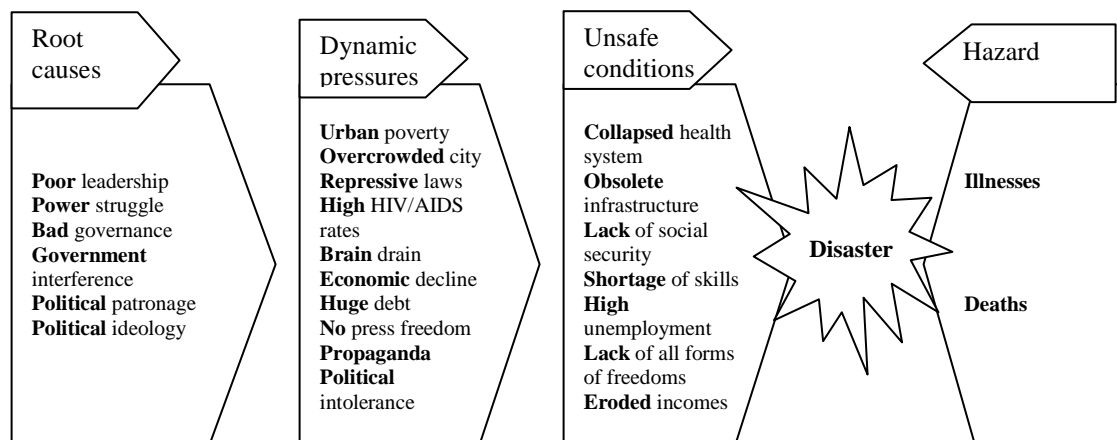 Root
causes
Poor leadership
Power struggle
Bad governance
Government
interference
Political patronage
Political ideology
Dynamic
pressures
Urban poverty
Overcrowded city
Repressive laws
High HIV/AIDS
rates
Brain drain
Economic decline
Huge debt
No press freedom
Propaganda
Political
intolerance
Unsafe
conditions
Collapsed health
system
Obsolete
infrastructure
Lack of social
security
Shortage of skills
High
unemployment
Lack of all forms
of freedoms
Eroded incomes
Disaster
Hazard
Illnesses
Deaths